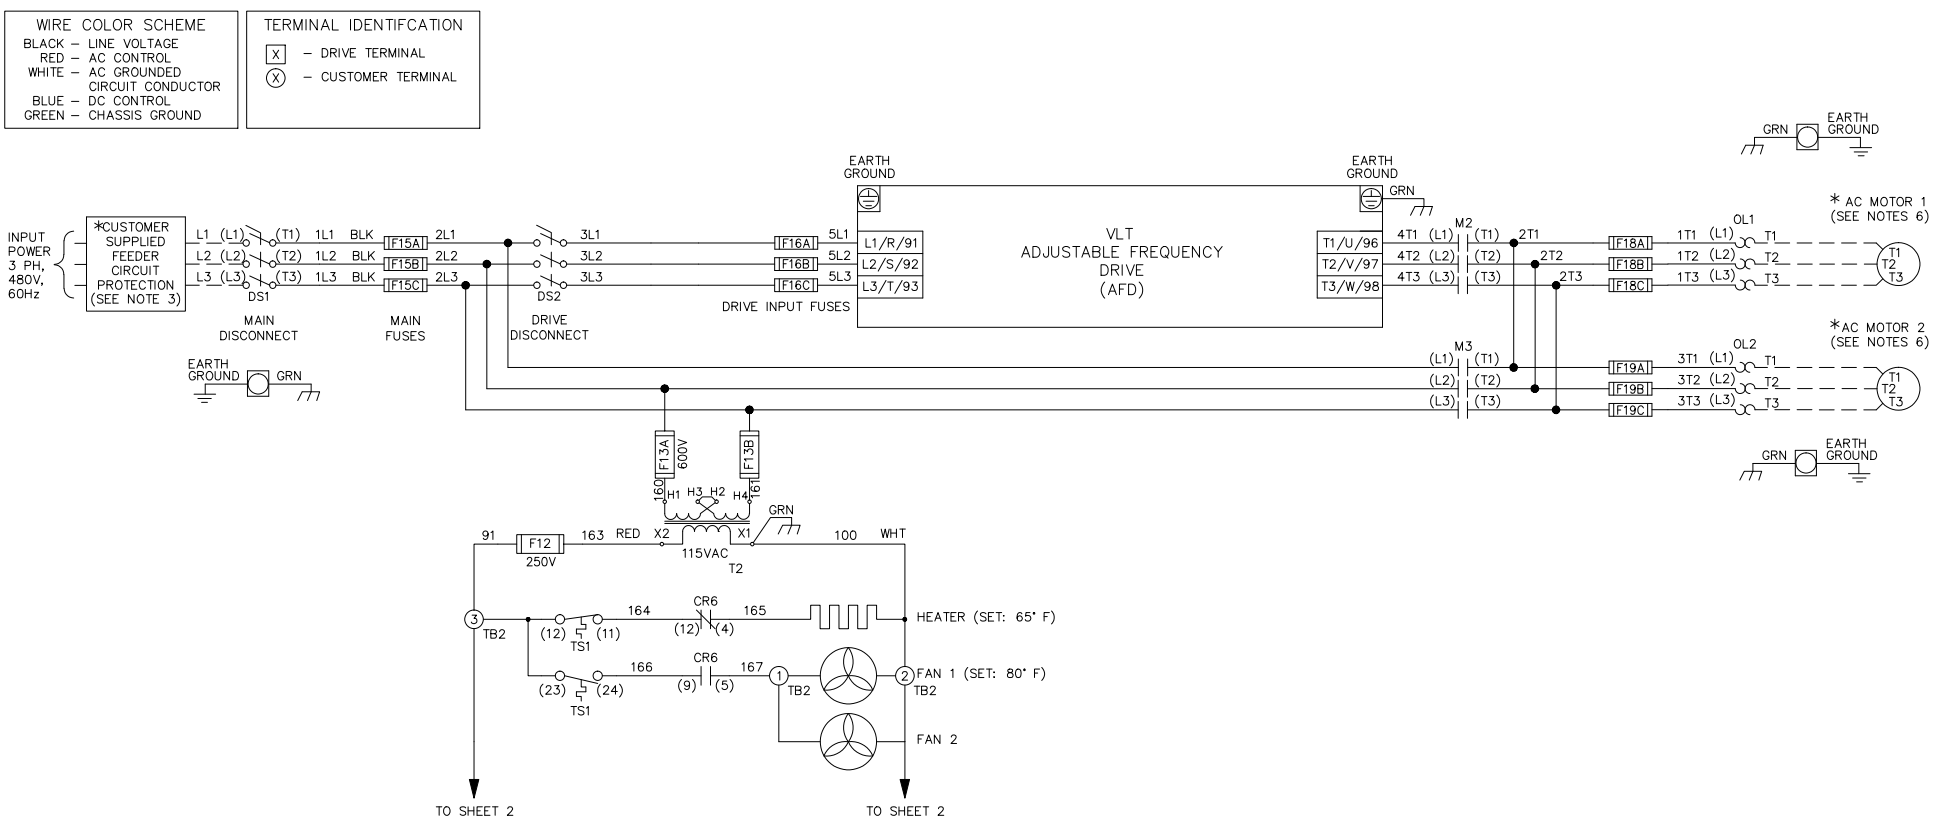 WIRE COLOR SCHEME
BLACK – LINE VOLTAGE
RED – AC CONTROL
WHITE – AC GROUNDED
CIRCUIT CONDUCTOR
BLUE – DC CONTROL
GREEN – CHASSIS GROUND
TERMINAL IDENTIFCATION
X – DRIVE TERMINAL
X – CUSTOMER TERMINAL
GRN
EARTH
GROUND
EARTH
GROUND
EARTH
GROUND
GRN
INPUT
POWER
3 PH,
480V,
60Hz
*CUSTOMER
SUPPLIED
FEEDER
CIRCUIT
PROTECTION
(SEE NOTE 3)
L1 (L1) (T1) 1L1 BLK F15A 2L1 3L1 F16A 5L1 L1/R/91
L2 (L2) (T2) 1L2 BLK F15B 2L2 3L2 F16B 5L2 L2/S/92
L3 (L3) (T3) 1L3 BLK F15C 2L3 3L3 F16C 5L3 L3/T/93
DS1
DS2
MAIN
DISCONNECT
MAIN
FUSES
DRIVE
DISCONNECT
DRIVE INPUT FUSES
VLT
ADJUSTABLE FREQUENCY
DRIVE
(AFD)
M2
OL1
T1/U/96 4T1 (L1) (T1) 2T1 F18A 1T1 (L1) T1
T2/V/97 4T2 (L2) (T2) 2T2 F18B 1T2 (L2) T2
T3/W/98 4T3 (L3) (T3) 2T3 F18C 1T3 (L3) T3
* AC MOTOR 1
(SEE NOTES 6)
T1
T2
T3
M3
OL2
(L1) (T1) F19A 3T1 (L1) T1
(L2) (T2) F19B 3T2 (L2) T2
(L3) (T3) F19C 3T3 (L3) T3
*AC MOTOR 2
(SEE NOTES 6)
T1
T2
T3
GRN
EARTH
GROUND
EARTH
GROUND
GRN
F13A
600V
F13B
160
161
H1 H3 H2 H4
GRN
91 F12 163 RED X2 X1 100 WHT
250V
115VAC
T2
3
TB2
164 CR6 165
(12) (11) (12) (4)
TS1
HEATER (SET: 65° F)
166 CR6 167
(23) (24) (9) (5)
TS1
1
TB2
2
TB2
FAN 1 (SET: 80° F)
FAN 2
TO SHEET 2
TO SHEET 2